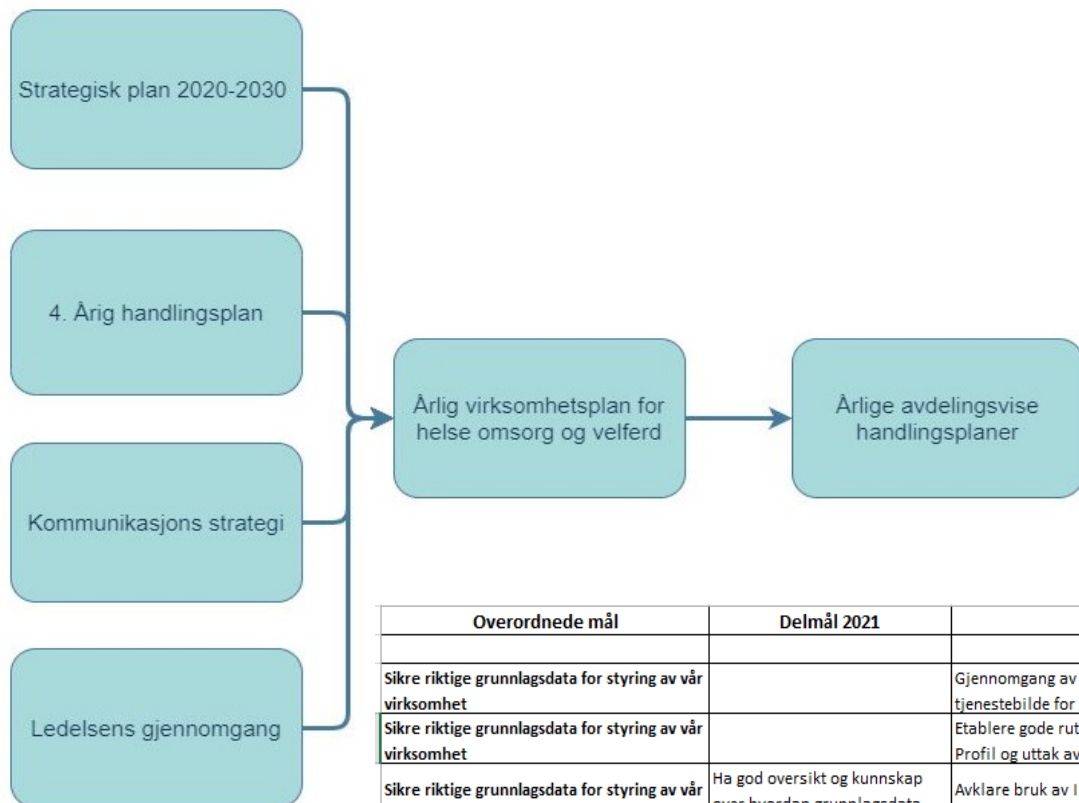 Strategisk plan 2020-2030
4. Årig handlingsplan
Kommunikasjons strategi
Ledelsens gjennomgang
Årlig virksomhetsplan for
helse omsorg og velferd
Årlige avdelingsvise
handlingsplaner
Overordnede mål Delmål 2021
Sikre riktige grunnlagsdata for styring av vår Gjennomgang av
virksomhet tjenestebilde for
Sikre riktige grunnlagsdata for styring av vår Etablere gode rut
virksomhet Profil og uttak av
Ha god oversikt og kunnskap
Sikre riktige grunnlagsdata for styring av vår Avklare bruk av I
over hvordan grunnlagsdata